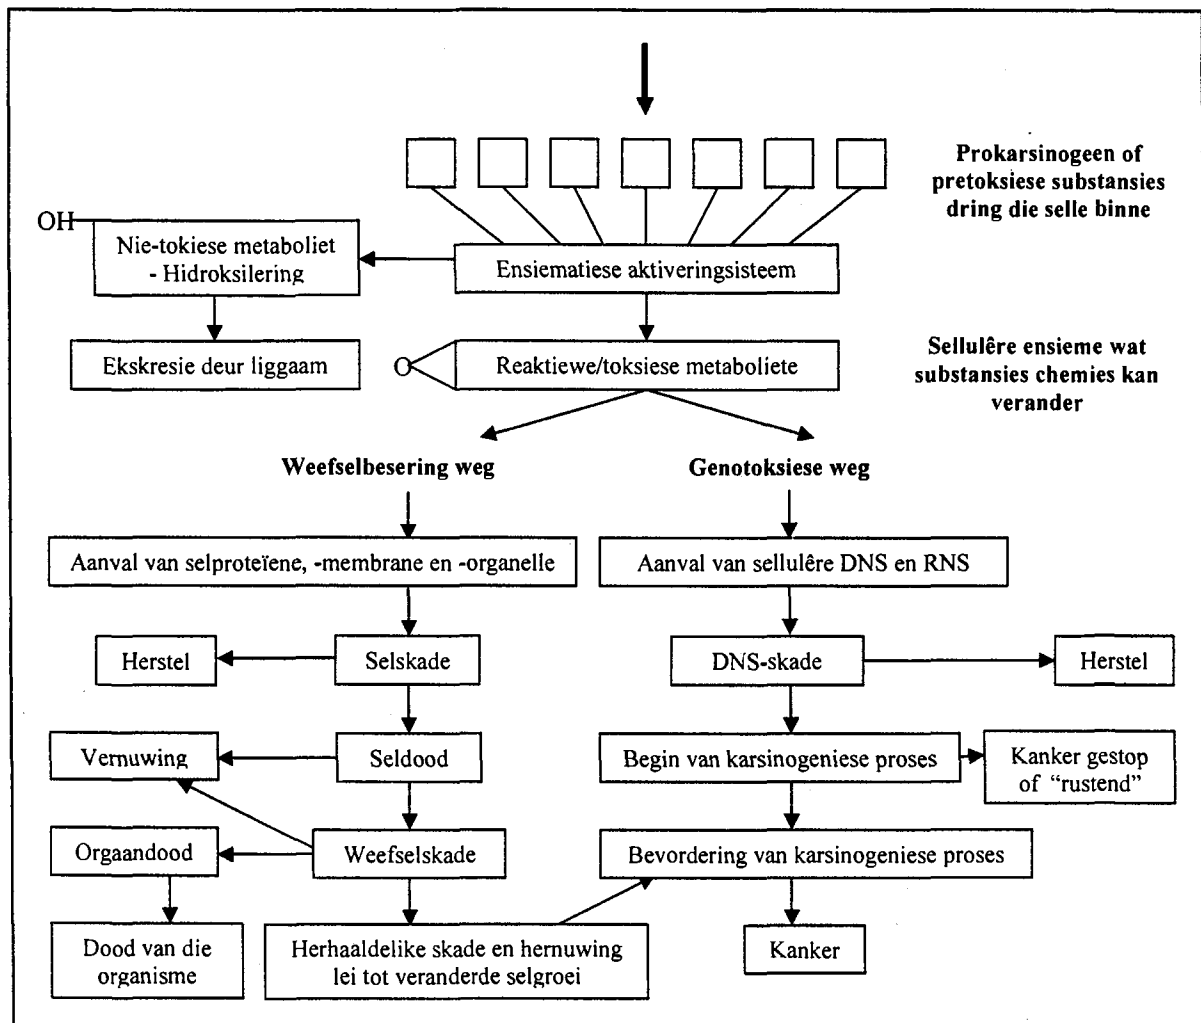 Prokarsinogeen of
pretoksiese substansies
dring die selle binne
OH
Nie-tokiese metaboliet
- Hidroksilering
Ensiematiese aktiveringsisteem
Ekskresie deur liggaam
O
Reaktiewe/toksiese metaboliete
Sellulêre ensieme wat
substansies chemies kan
verander
Weefselbesering weg
Genotoksiese weg
Aanval van selproteïene, -membrane en -organelle
Aanval van sellulêre DNS en RNS
Herstel
Selskade
DNS-skade
Herstel
Vernuwing
Seldood
Begin van karsinogeniese proses
Kanker gestop
of “rustend”
Orgaandood
Weefselskade
Bevordering van karsinogeniese proses
Dood van die
organisme
Herhaaldelike skade en hernuwing
lei tot veranderde selgroei
Kanker